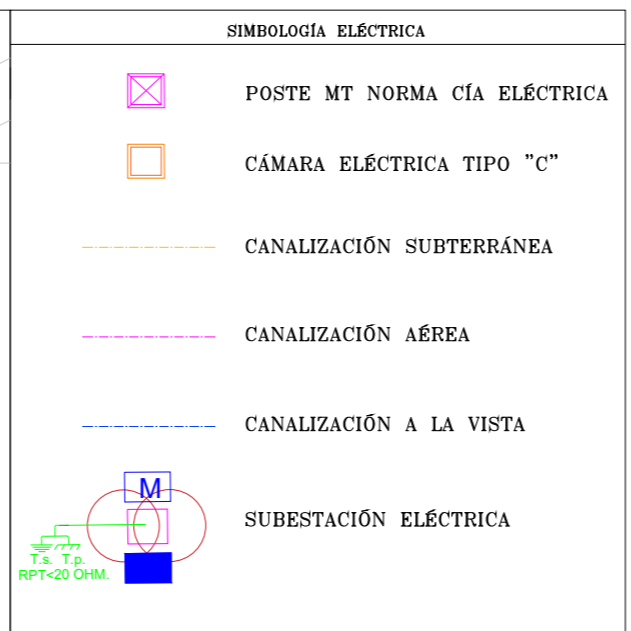 SIMBOLOGÍA ELÉCTRICA
POSTE MT NORMA CÍA ELÉCTRICA
CÁMARA ELÉCTRICA TIPO "C"
CANALIZACIÓN SUBTERRÁNEA
CANALIZACIÓN AÉREA
CANALIZACIÓN A LA VISTA
M
SUBESTACIÓN ELÉCTRICA
T.s. T.p.
RPT<20 OHM.